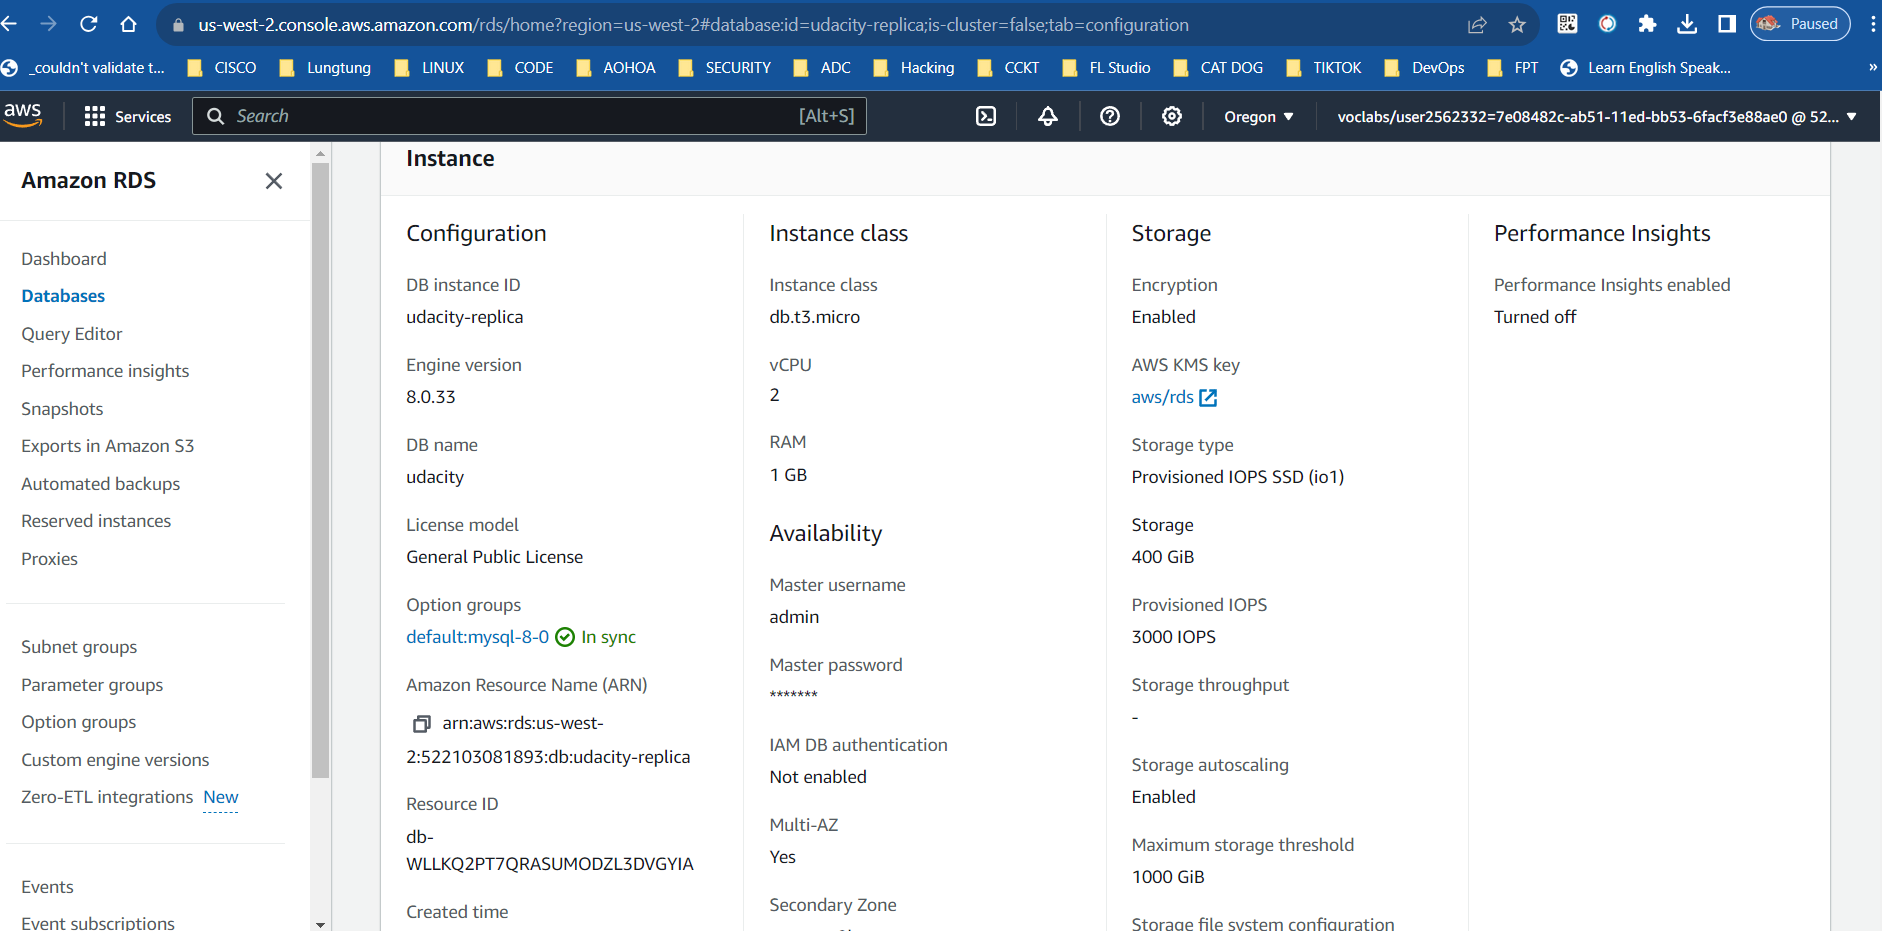 us-west-2.console.aws.amazon.com/rds/home?region=us-west-2#database:id=udacity-replica;is-cluster=false;tab=configuration
Paused
_couldn't validate t...
CISCO
Lungtung
LINUX
CODE
AOHOA
SECURITY
ADC
Hacking
CCKT
FL Studio
CAT DOG
TIKTOK
DevOps
FPT
Learn English Speak...
»
aws
Services
Search
[Alt+S]
Oregon
voclabs/user2562332=7e08482c-ab51-11ed-bb53-6facf3e88ae0 @ 52...
Amazon RDS
Dashboard
Databases
Query Editor
Performance insights
Snapshots
Exports in Amazon S3
Automated backups
Reserved instances
Proxies
Subnet groups
Parameter groups
Option groups
Custom engine versions
Zero-ETL integrations New
Events
Event subscriptions
Instance
Configuration
DB instance ID
udacity-replica
Engine version
8.0.33
DB name
udacity
License model
General Public License
Option groups
default:mysql-8-0 In sync
Amazon Resource Name (ARN)
arn:aws:rds:us-west-
2:522103081893:db:udacity-replica
Resource ID
db-
WLLKQ2PT7QRASUMODZL3DVGYIA
Created time
Instance class
Instance class
db.t3.micro
vCPU
2
RAM
1 GB
Availability
Master username
admin
Master password
*******
IAM DB authentication
Not enabled
Multi-AZ
Yes
Secondary Zone
Storage
Encryption
Enabled
AWS KMS key
aws/rds
Storage type
Provisioned IOPS SSD (io1)
Storage
400 GiB
Provisioned IOPS
3000 IOPS
Storage throughput
-
Storage autoscaling
Enabled
Maximum storage threshold
1000 GiB
Storage file system configuration
Performance Insights
Performance Insights enabled
Turned off